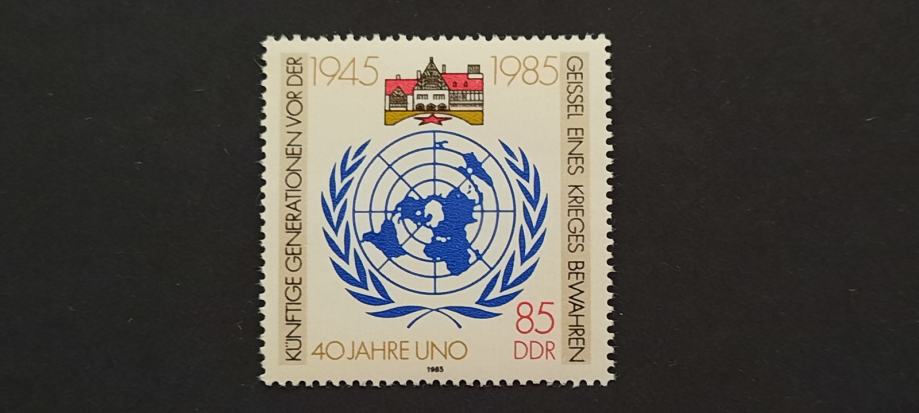 KÜNFTIGE GENERATIONEN VOR DER
1945 1985
GEISSEL EINES KRIEGES BEWAHREN
85
40 JAHRE UNO DDR
1985